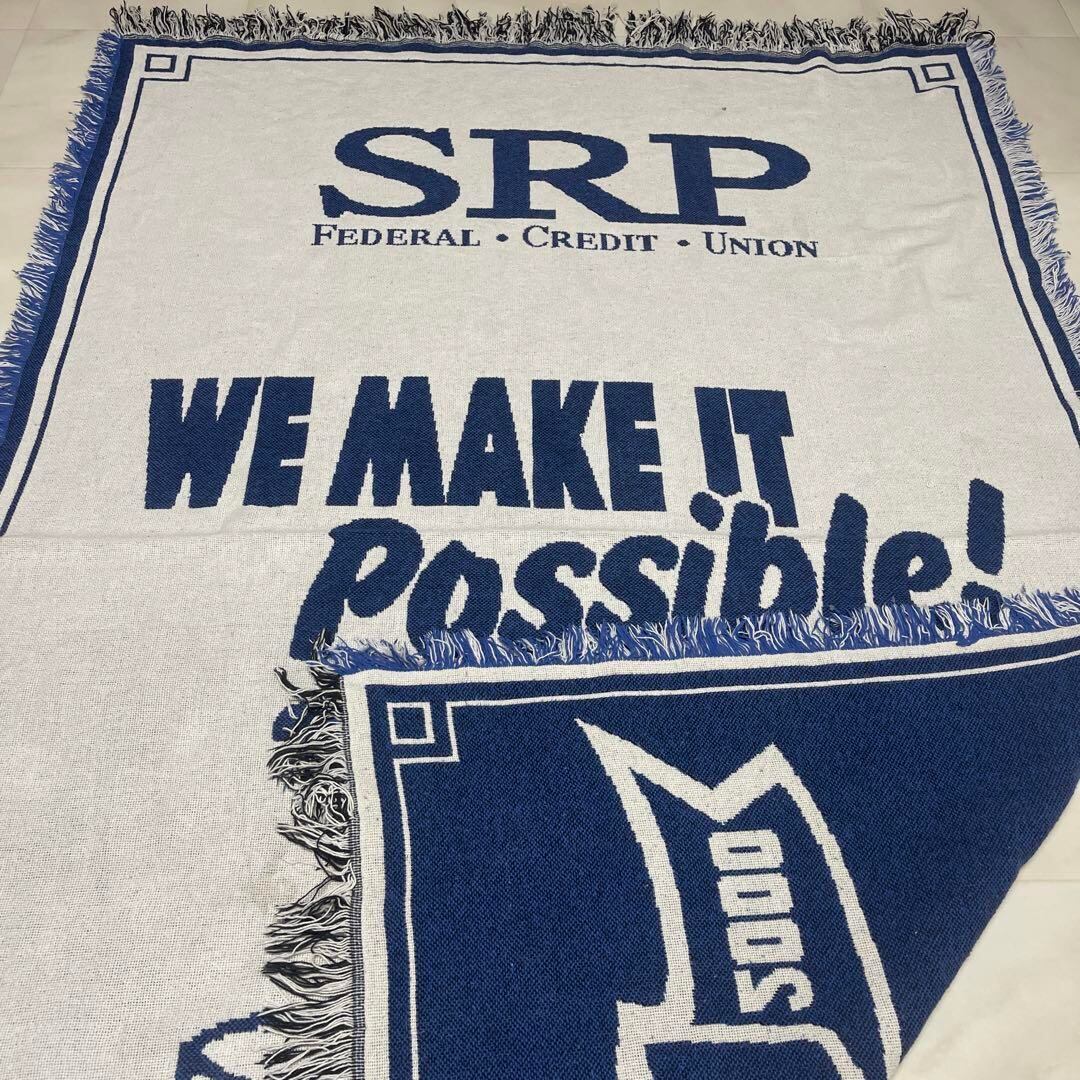 SRP
FEDERAL • CREDIT • UNION
WE MAKE IT
Possible!